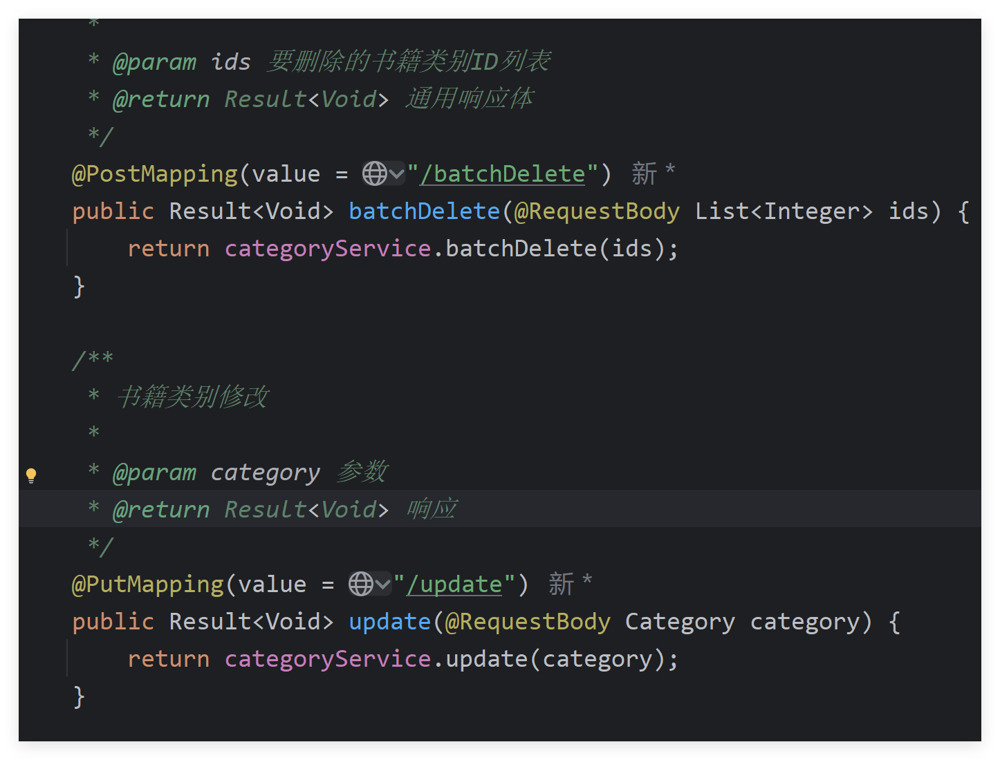 *
* @param ids 要删除的书籍类别ID列表
* @return Result<Void> 通用响应体
*/
@PostMapping(value = "/batchDelete") 新 *
public Result<Void> batchDelete(@RequestBody List<Integer> ids) {
return categoryService.batchDelete(ids);
}
/**
* 书籍类别修改
*
* @param category 参数
* @return Result<Void> 响应
*/
@PutMapping(value = "/update") 新 *
public Result<Void> update(@RequestBody Category category) {
return categoryService.update(category);
}